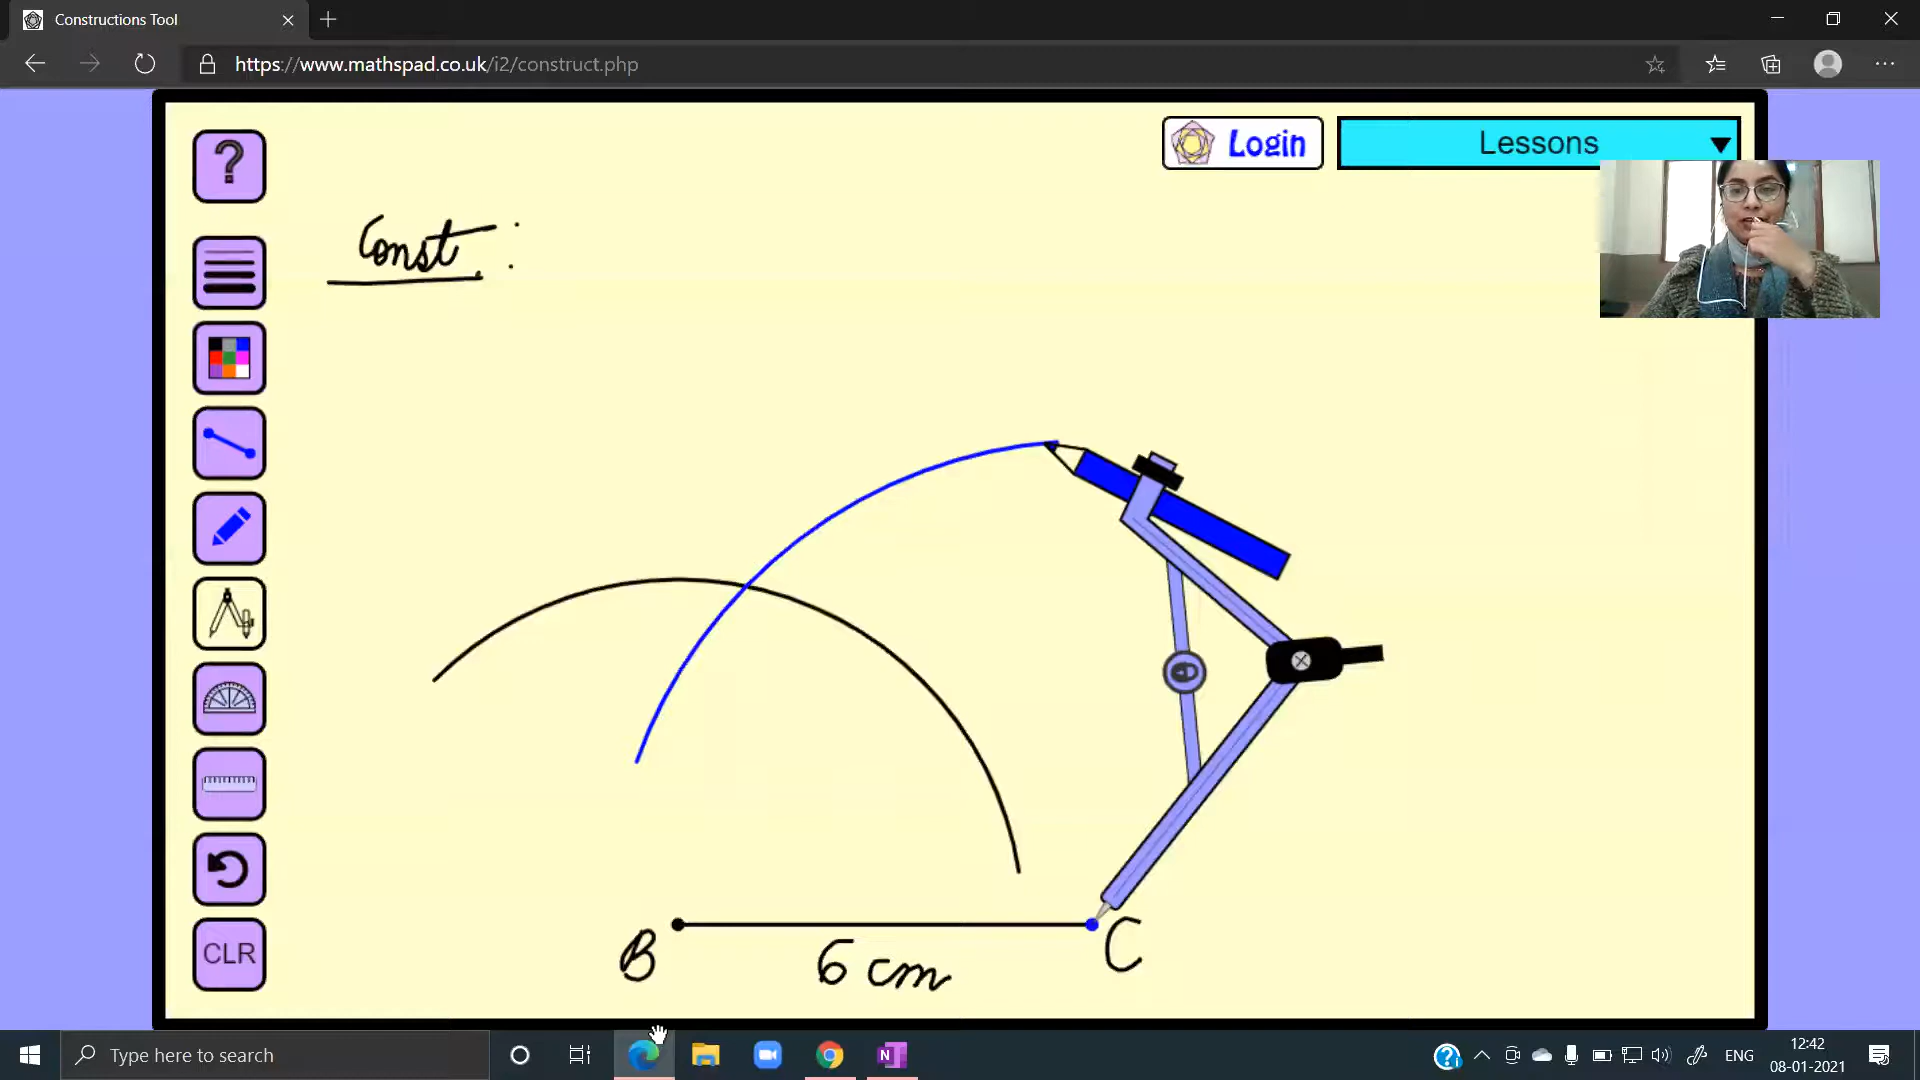 Constructions Tool
https://www.mathspad.co.uk/i2/construct.php
?
Login
Lessons
Const. :
CLR
B
6 cm
C
Type here to search
ENG
12:42
08-01-2021